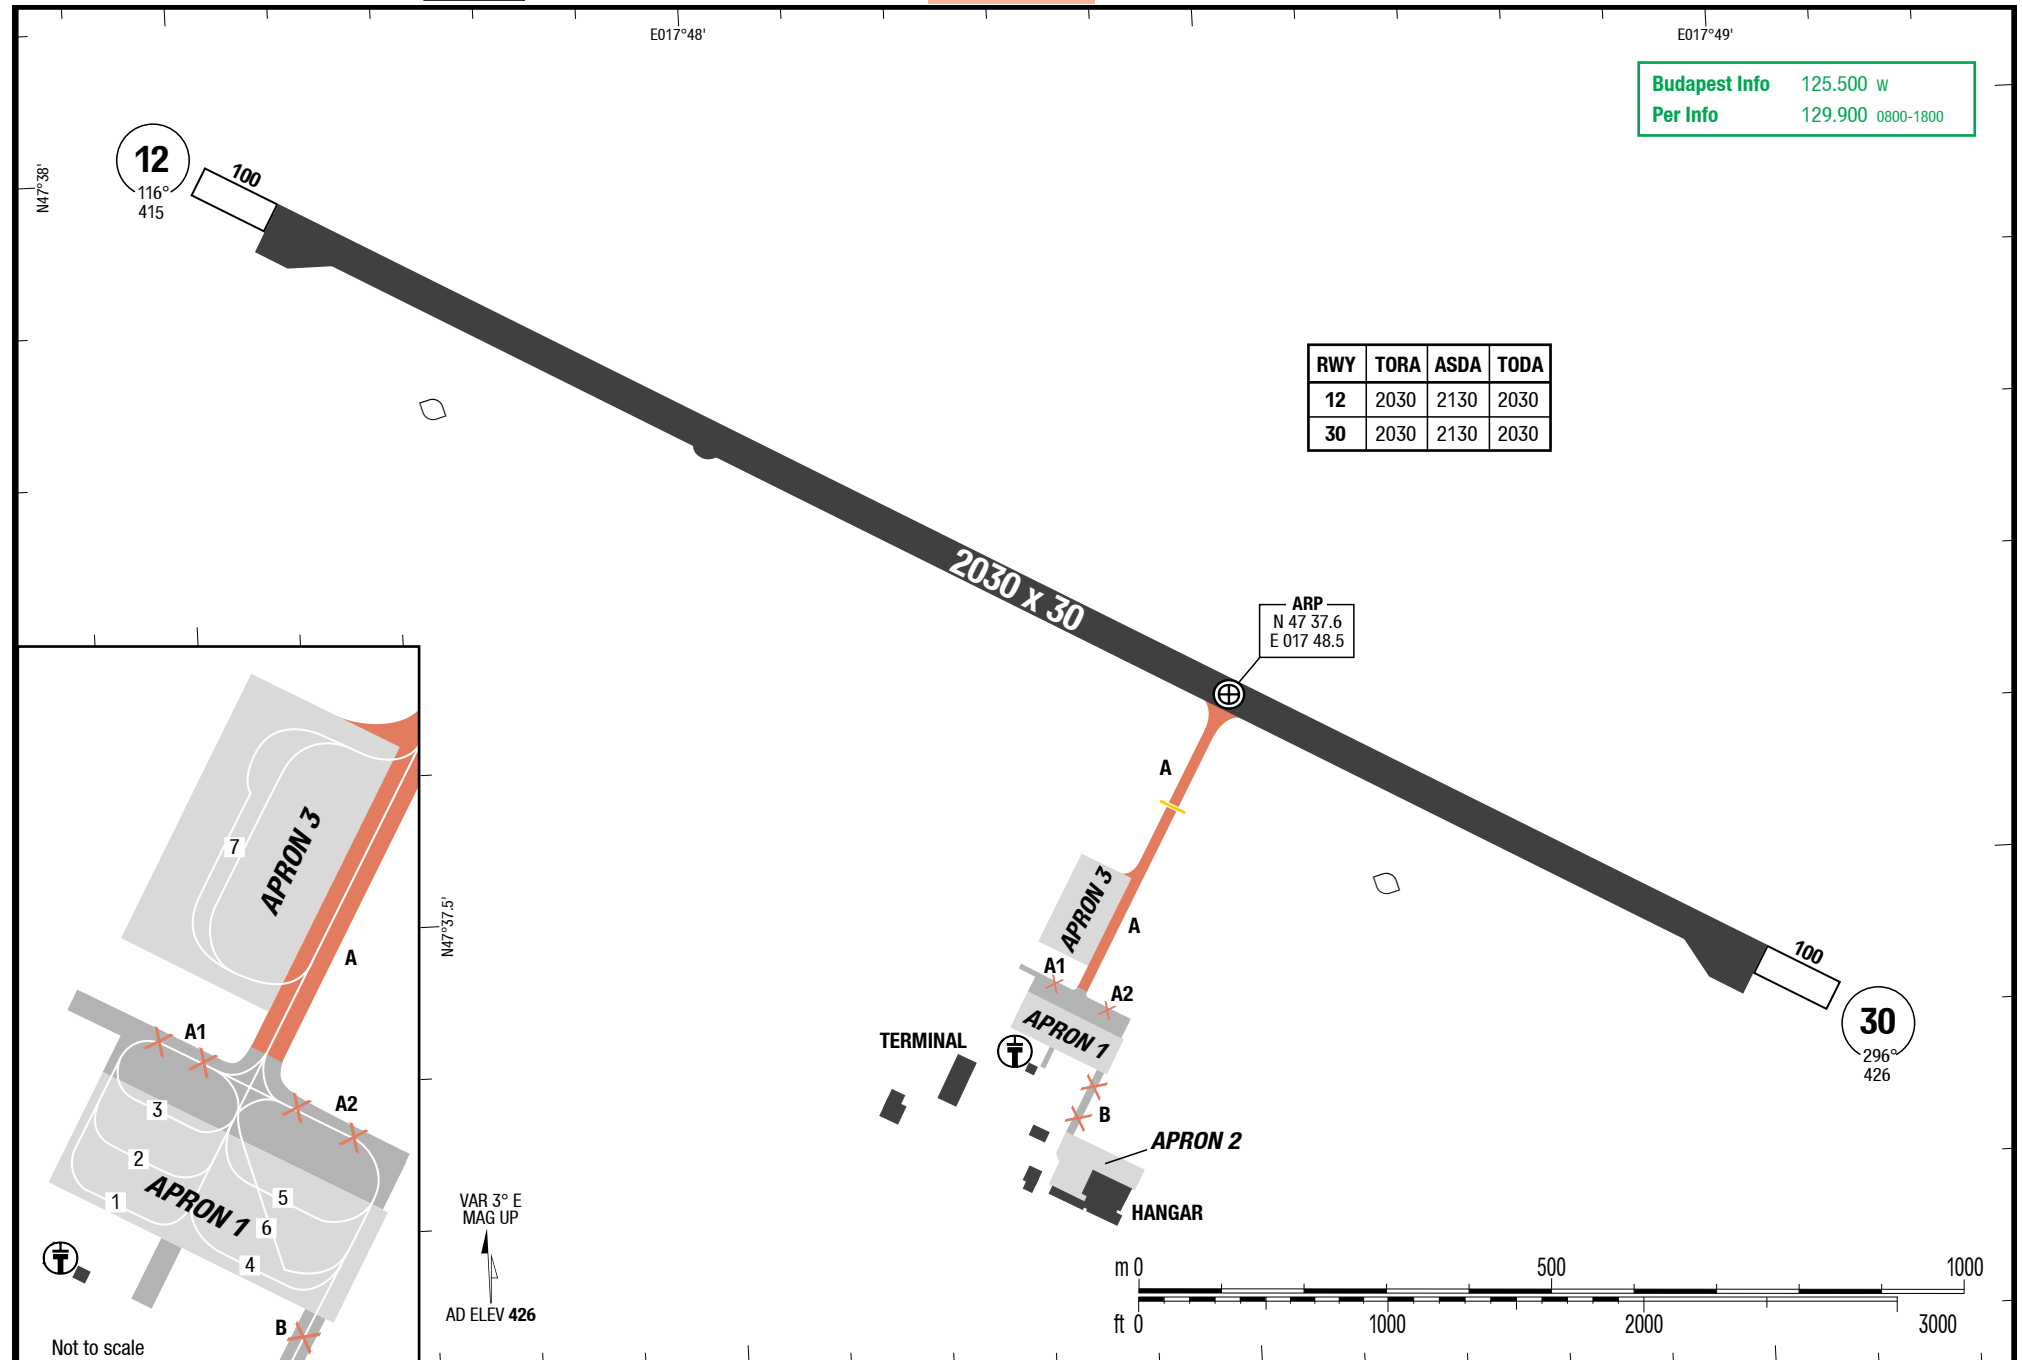 E017°48'
E017°49'
Budapest Info 125.500 W
Per Info 129.900 0800-1800
12
116°
415
100
N47°38'
RWY TORA ASDA TODA
12 2030 2130 2030
30 2030 2130 2030
2030 x 30
ARP
N 47 37.6
E 017 48.5
A
APRON 3
A
A1
A2
APRON 1
TERMINAL
B
APRON 2
HANGAR
100
30
296°
426
N47°37.5'
7
APRON 3
A
A1
A2
3
2
1
APRON 1
5
6
4
B
Not to scale
VAR 3° E
MAG UP
AD ELEV 426
m 0 500 1000
ft 0 1000 2000 3000